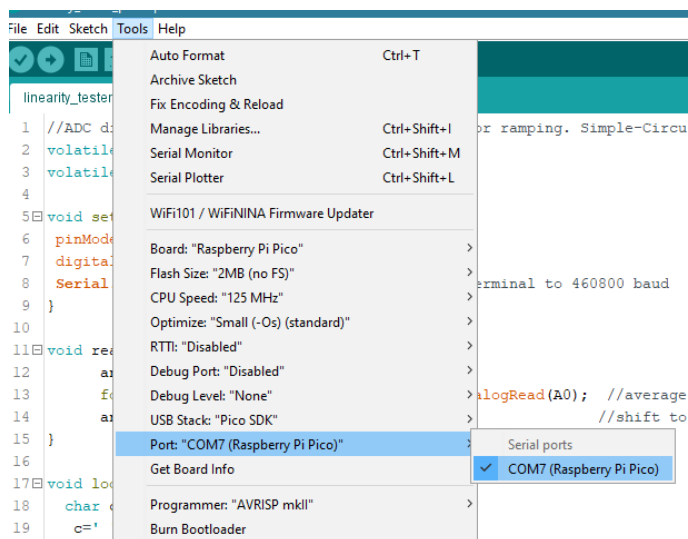 File Edit Sketch Tools Help
Auto Format Ctrl+T
Archive Sketch
Fix Encoding & Reload
Manage Libraries... Ctrl+Shift+I
Serial Monitor Ctrl+Shift+M
Serial Plotter Ctrl+Shift+L
WiFi101 / WiFiNINA Firmware Updater
Board: "Raspberry Pi Pico"
Flash Size: "2MB (no FS)"
CPU Speed: "125 MHz"
Optimize: "Small (-Os) (standard)"
RTTI: "Disabled"
Debug Port: "Disabled"
Debug Level: "None"
USB Stack: "Pico SDK"
Port: "COM7 (Raspberry Pi Pico)"
Get Board Info
Programmer: "AVRISP mkII"
Burn Bootloader
Serial ports
COM7 (Raspberry Pi Pico)
linearity_tester
1 //ADC di or ramping. Simple-Circu
2 volatile
3 volatile
4
5 void set
6 pinMode
7 digital
8 Serial erminal to 460800 baud
9 }
10
11 void rea
12 an
13 fo alogRead(A0); //average
14 an //shift to
15 }
16
17 void loo
18 char c
19 c='